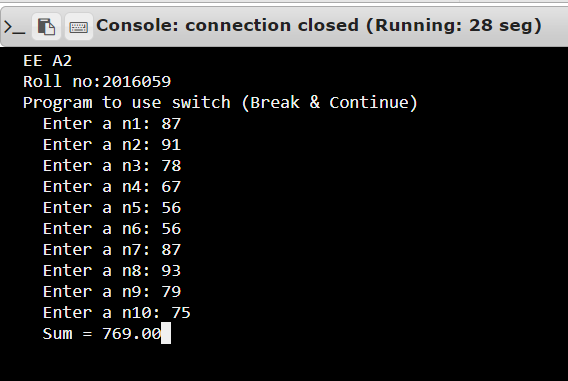 Console: connection closed (Running: 28 seg)
EE A2
Roll no:2016059
Program to use switch (Break & Continue)
Enter a n1: 87
Enter a n2: 91
Enter a n3: 78
Enter a n4: 67
Enter a n5: 56
Enter a n6: 56
Enter a n7: 87
Enter a n8: 93
Enter a n9: 79
Enter a n10: 75
Sum = 769.00